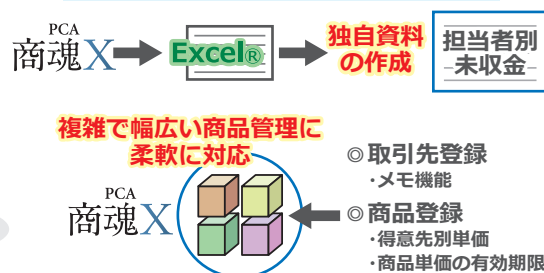 PCA
商魂X
Excel®
独自資料
の作成
担当者別
未収金
複雑で幅広い商品管理に
柔軟に対応
PCA
商魂X
◎取引先登録
・メモ機能
◎商品登録
・得意先別単価
・商品単価の有効期限